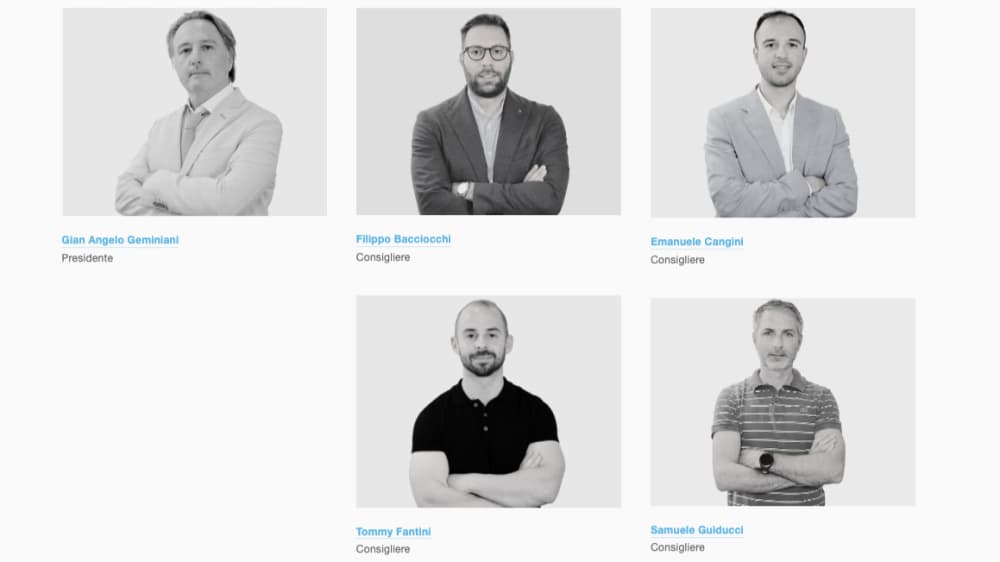 Gian Angelo Geminiani
Presidente
Filippo Bacciocchi
Consigliere
Emanuele Cangini
Consigliere
Tommy Fantini
Consigliere
Samuele Guiducci
Consigliere